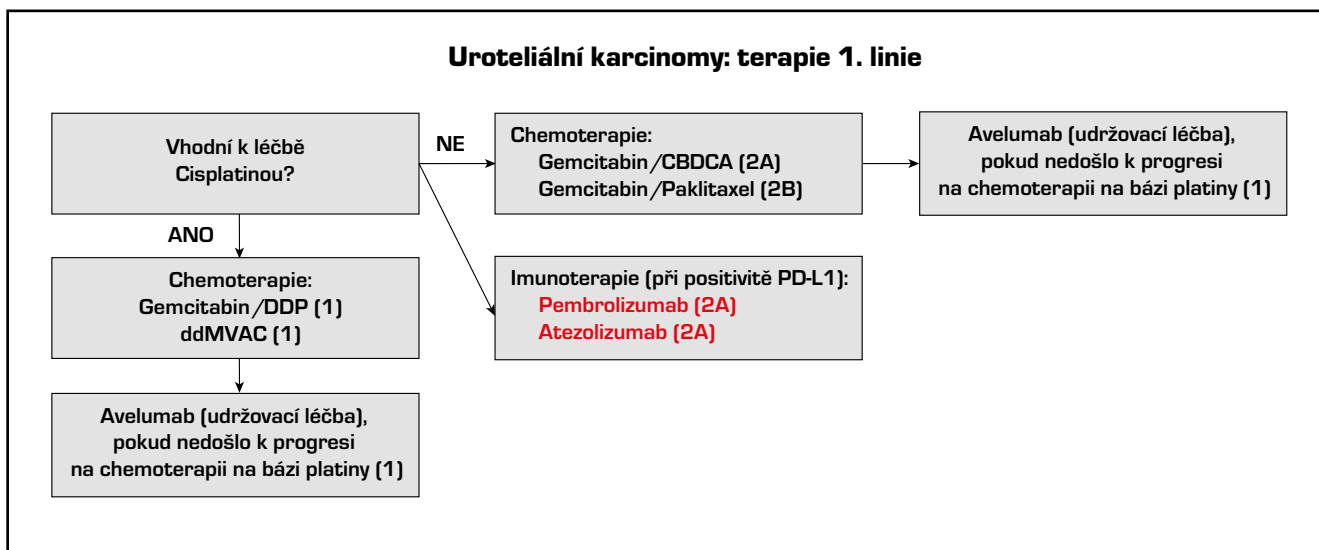 Uroteliální karcinomy: terapie 1. linie
Vhodní k léčbě
Cisplatinou?
NE
Chemoterapie:
Gemcitabin/CBDCA (2A)
Gemcitabin/Paklitaxel (2B)
Avelumab (udržovací léčba),
pokud nedošlo k progresi
na chemoterapii na bázi platiny (1)
ANO
Chemoterapie:
Gemcitabin/DDP (1)
ddMVAC (1)
Imunoterapie (při positivitě PD-L1):
Pembrolizumab (2A)
Atezolizumab (2A)
Avelumab (udržovací léčba),
pokud nedošlo k progresi
na chemoterapii na bázi platiny (1)